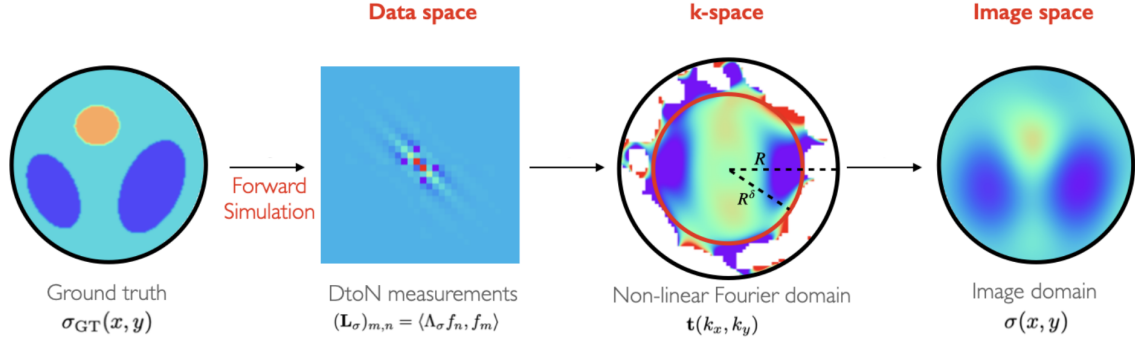 Data space
k-space
Image space
Forward
Simulation
R
R^δ
Ground truth
DtoN measurements
Non-linear Fourier domain
Image domain
σ_GT(x, y)
(L_σ)_{m,n} = ⟨Λ_σ f_n, f_m⟩
t(k_x, k_y)
σ(x, y)